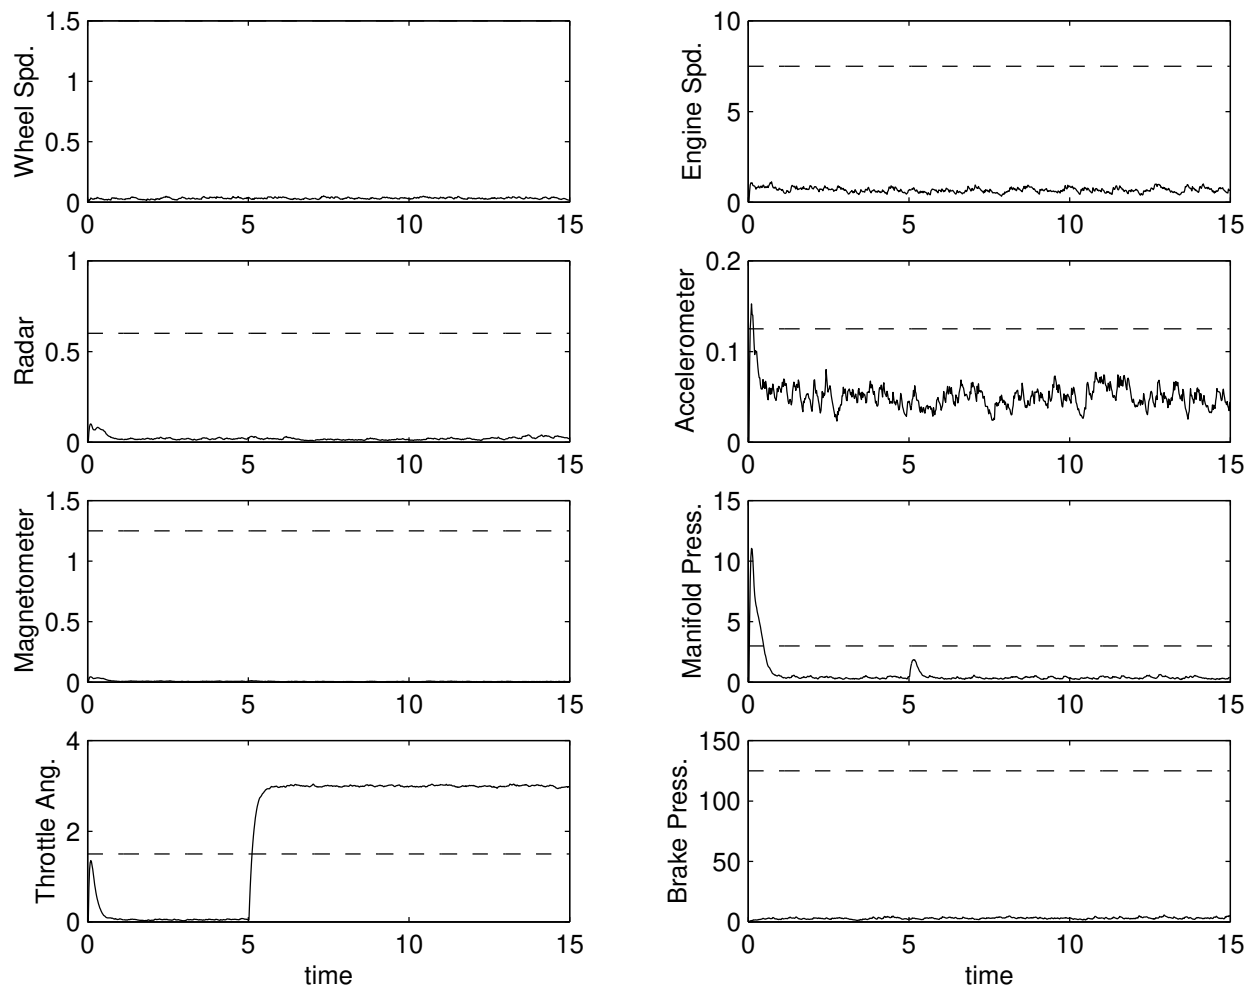 Wheel Spd.
1.5
1
0.5
0
0 5 10 15
Engine Spd.
10
5
0
0 5 10 15
Radar
1
0.5
0
0 5 10 15
Accelerometer
0.2
0.1
0
0 5 10 15
Magnetometer
1.5
1
0.5
0
0 5 10 15
Manifold Press.
15
10
5
0
0 5 10 15
Throttle Ang.
4
2
0
0 5 10 15
time
Brake Press.
150
100
50
0
0 5 10 15
time